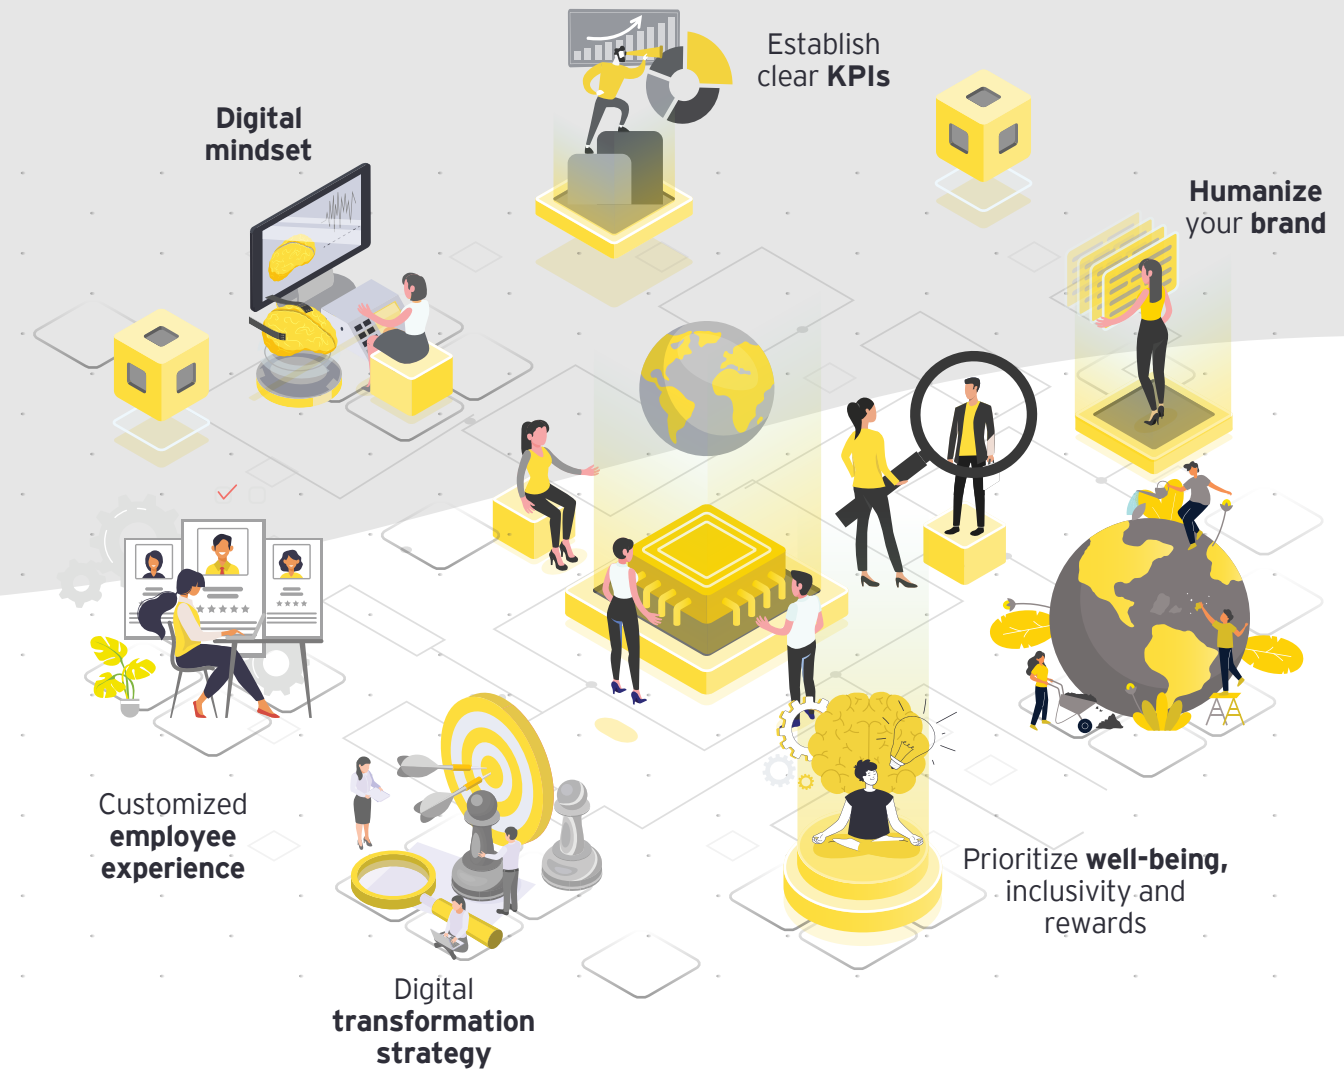 Establish
clear KPIs
Digital
mindset
Humanize
your brand
Customized
employee
experience
Prioritize well-being,
inclusivity and
rewards
Digital
transformation
strategy